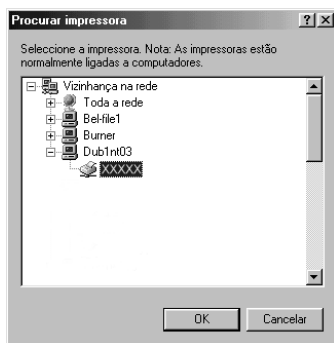 Procurar impressora
Seleccione a impressora. Nota: As impressoras estão
normalmente ligadas a computadores.
Vizinhança na rede
Toda a rede
Bel-file1
Burner
Dub1nt03
XXXXX
OK
Cancelar